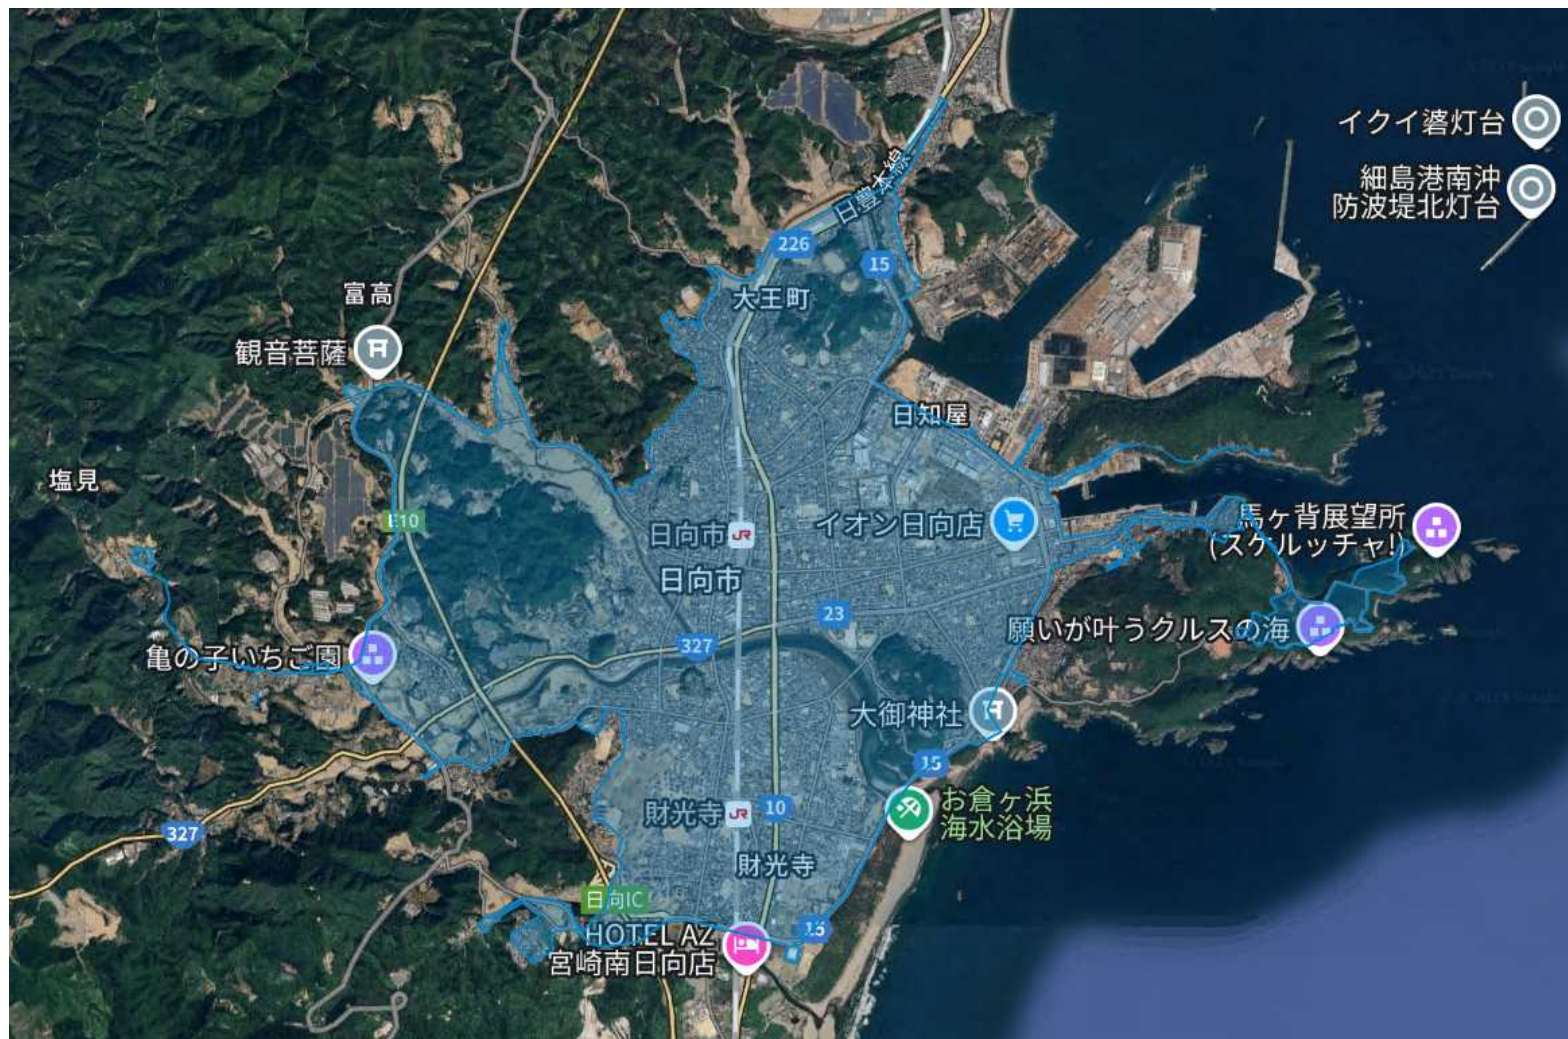 イクイ礁灯台
細島港南沖
防波堤北灯台
日豊本線
226
15
大王町
富高
観音菩薩
日知屋
塩見
E10
日向市
イオン日向店
馬ヶ背展望所
(スケルッチャ!)
日向市
23
願いが叶うクルスの海
327
亀の子いちご園
大御神社
15
お倉ヶ浜
海水浴場
10
財光寺
327
財光寺
日向IC
15
HOTEL AZ
宮崎南日向店